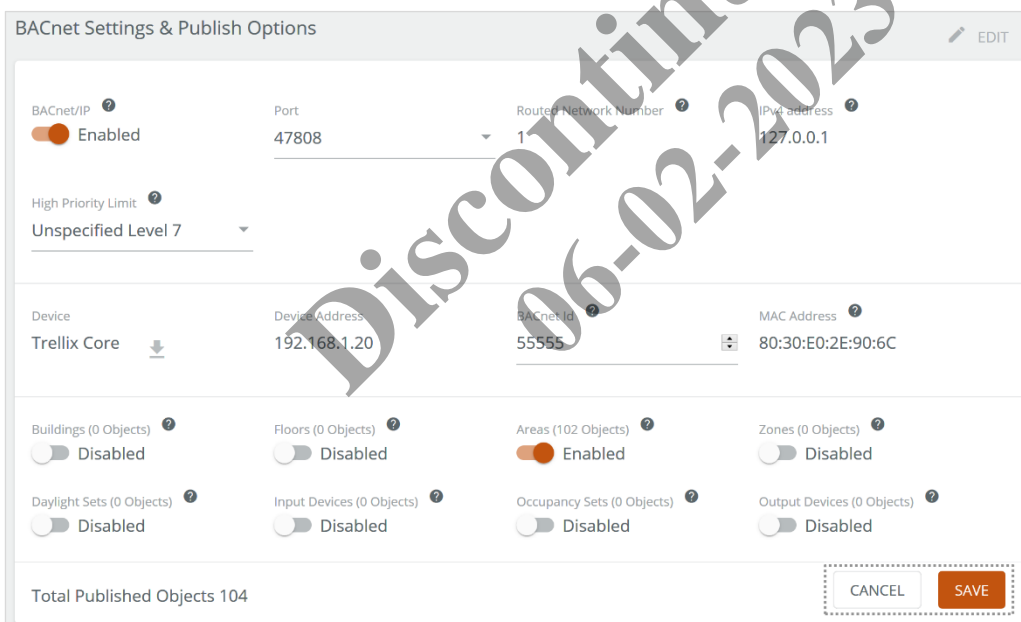 BACnet Settings & Publish Options
EDIT
BACnet/IP ?
Enabled
Port
47808
Routed Network Number ?
1
IPv4 address ?
127.0.0.1
High Priority Limit ?
Unspecified Level 7
Device
Trellix Core
Device Address
192.168.1.20
BACnet Id ?
55555
MAC Address ?
80:30:E0:2E:90:6C
Buildings (0 Objects) ?
Disabled
Floors (0 Objects) ?
Disabled
Areas (102 Objects) ?
Enabled
Zones (0 Objects) ?
Disabled
Daylight Sets (0 Objects) ?
Disabled
Input Devices (0 Objects) ?
Disabled
Occupancy Sets (0 Objects) ?
Disabled
Output Devices (0 Objects) ?
Disabled
Total Published Objects 104
CANCEL
SAVE
06-02-2023